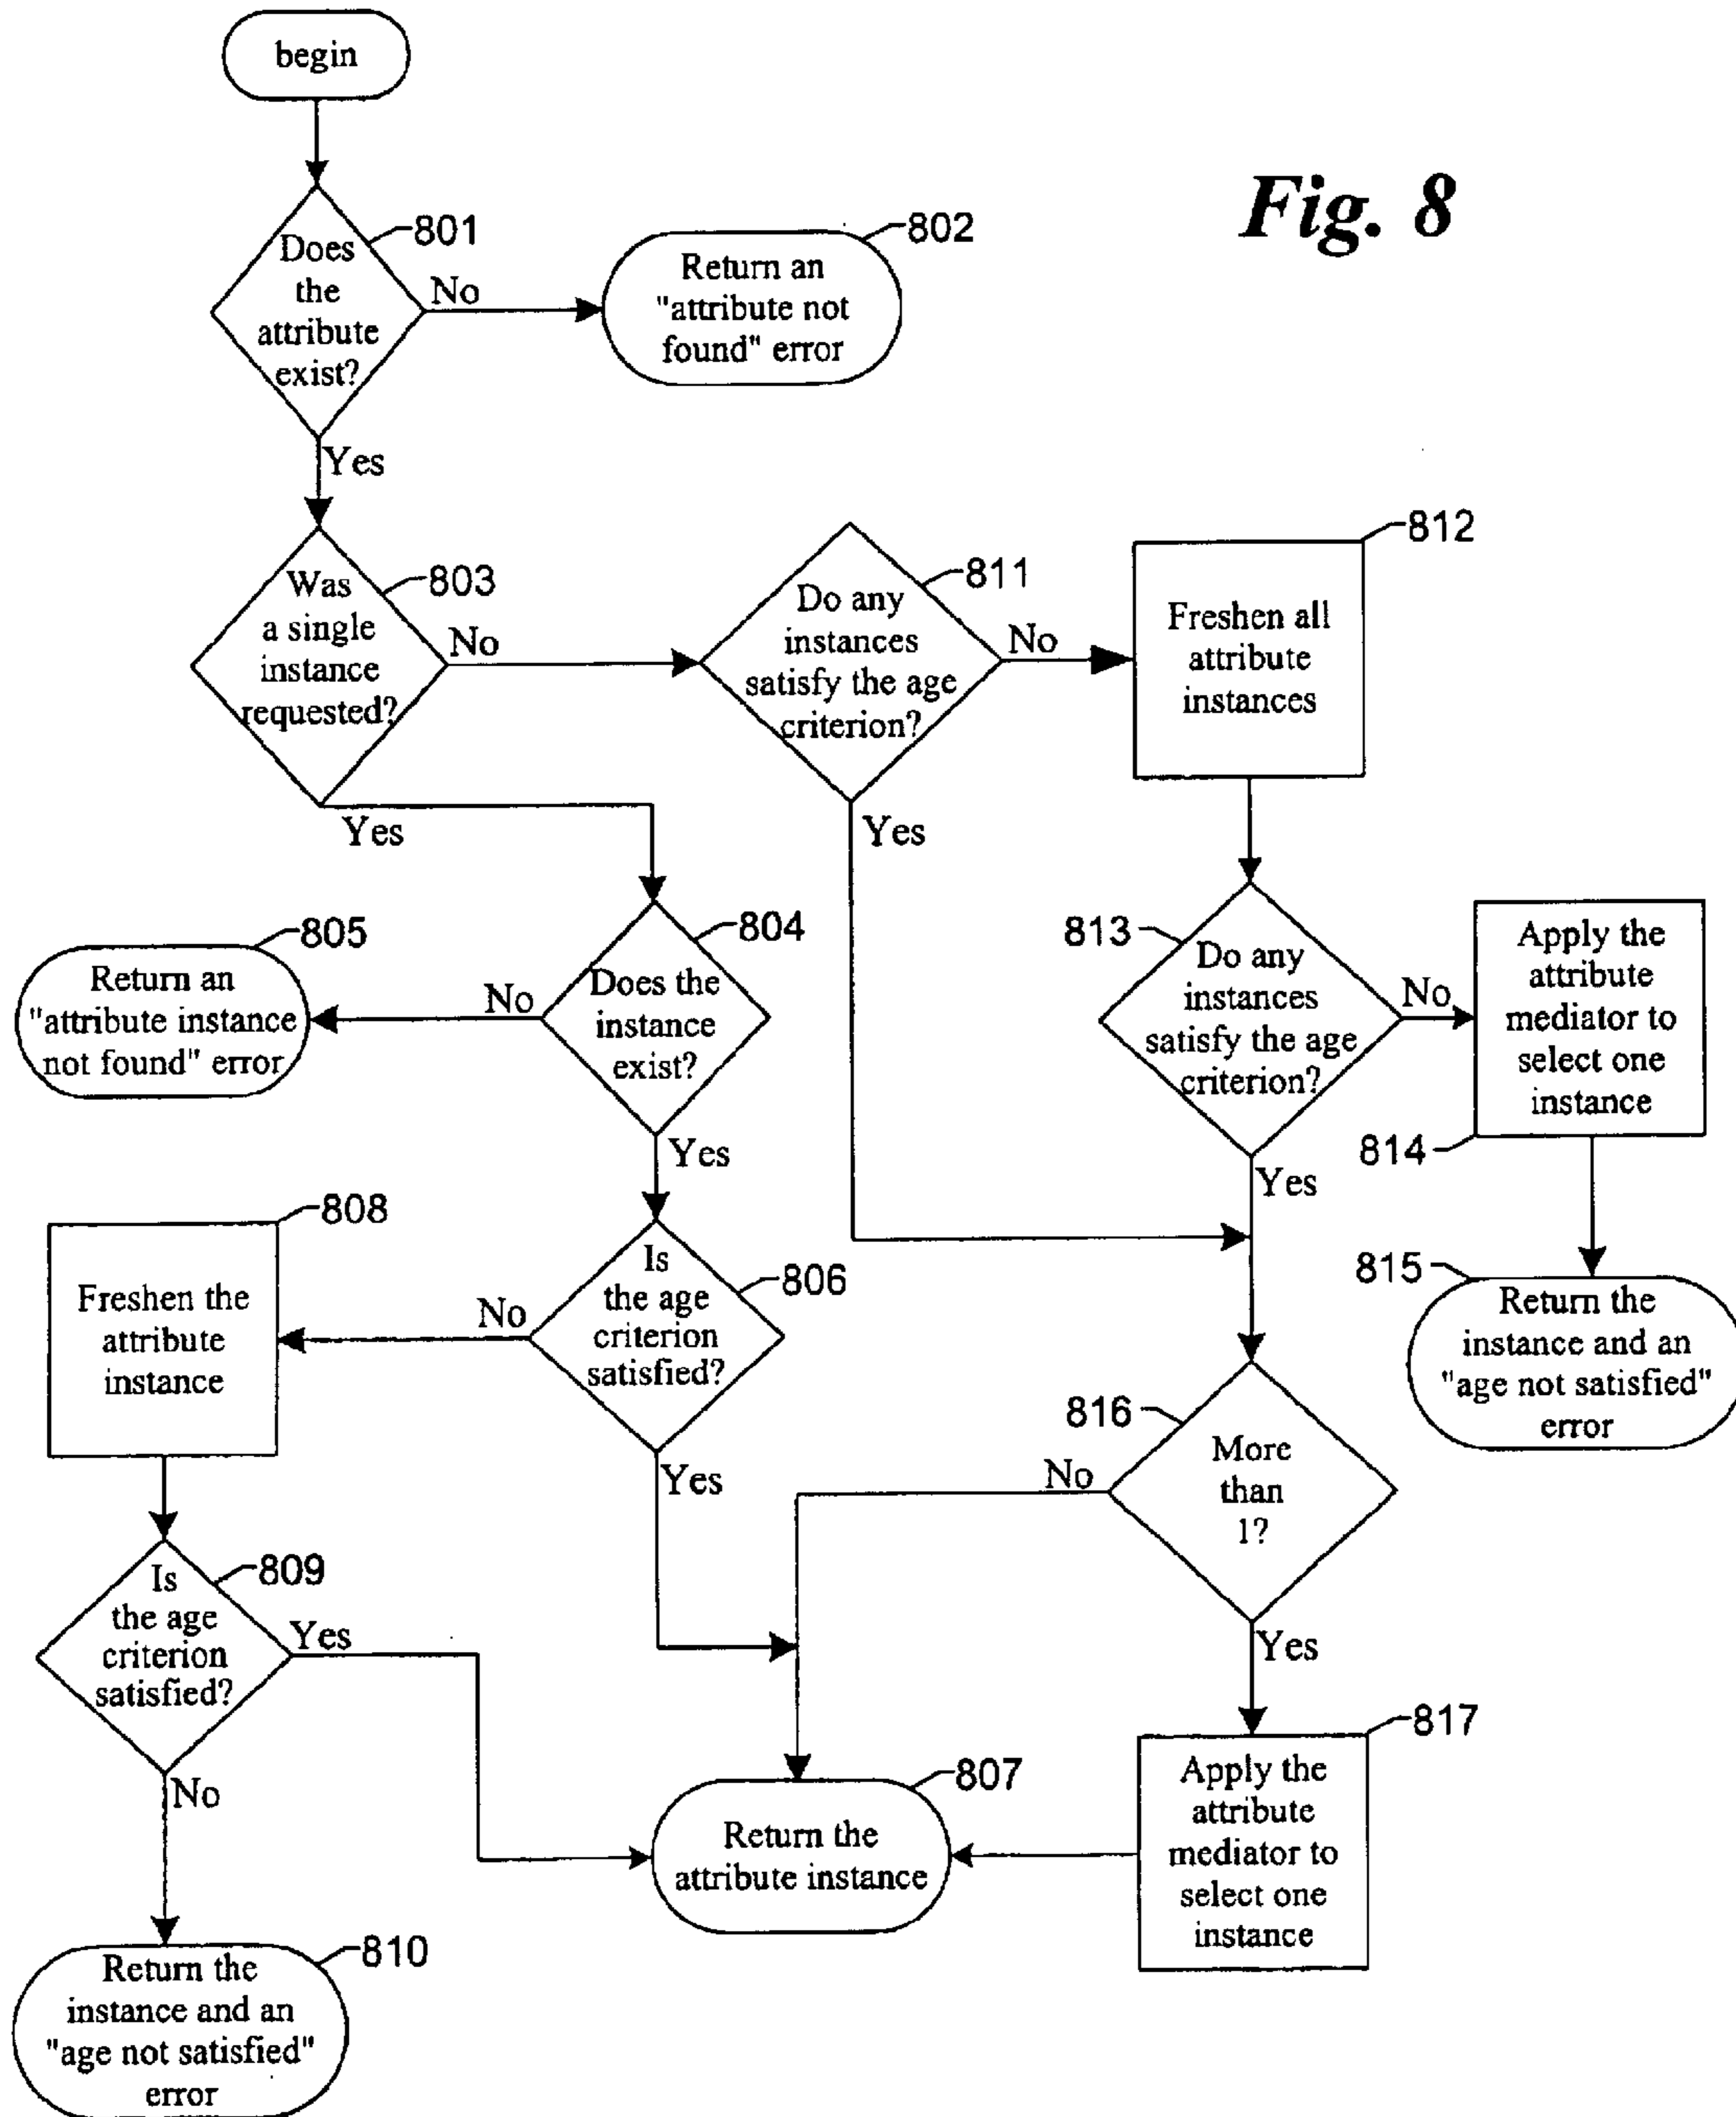 begin
Fig. 8
801
Does
the
attribute
exist?
No
802
Return an
"attribute not
found" error
Yes
803
Was
a single
instance
requested?
No
811
Do any
instances
satisfy the age
criterion?
No
812
Freshen all
attribute
instances
Yes
Yes
804
Does the
instance
exist?
No
805
Return an
"attribute instance
not found" error
813
Do any
instances
satisfy the age
criterion?
No
Apply the
attribute
mediator to
select one
instance
814
Yes
Yes
808
Freshen the
attribute
instance
806
Is
the age
criterion
satisfied?
No
815
Return the
instance and an
"age not satisfied"
error
Yes
816
More
than
1?
No
809
Is
the age
criterion
satisfied?
Yes
Yes
No
807
Return the
attribute instance
817
Apply the
attribute
mediator to
select one
instance
810
Return the
instance and an
"age not satisfied"
error